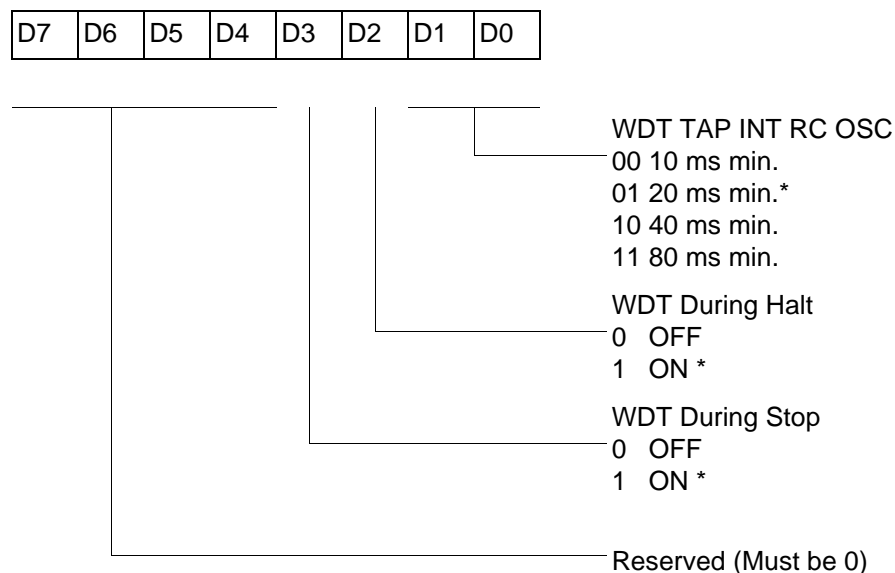 D7 D6 D5 D4 D3 D2 D1 D0
WDT TAP INT RC OSC
00 10 ms min.
01 20 ms min.*
10 40 ms min.
11 80 ms min.
WDT During Halt
0 OFF
1 ON *
WDT During Stop
0 OFF
1 ON *
Reserved (Must be 0)